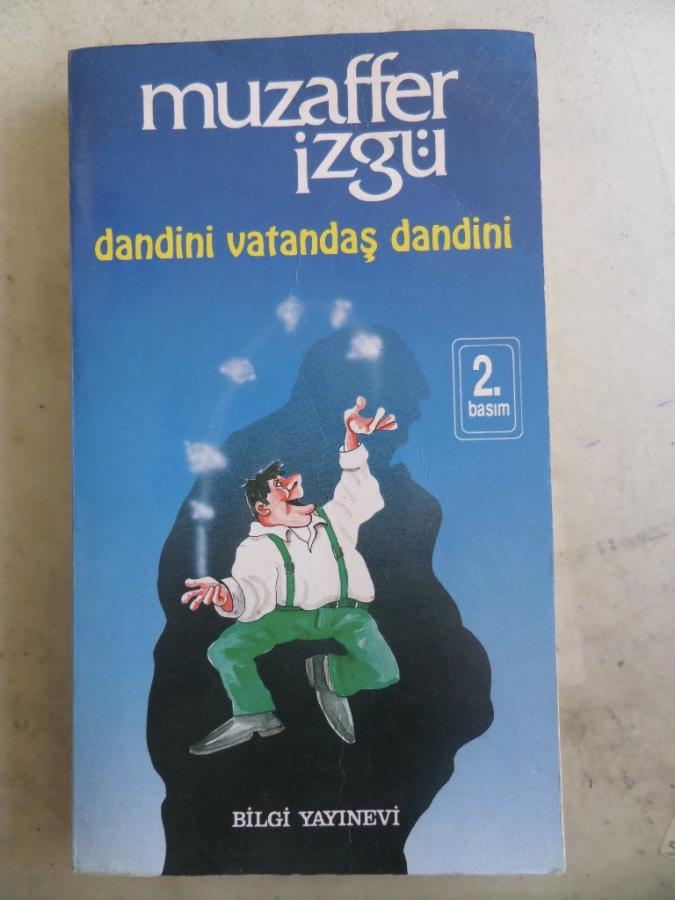 muzaffer
izgü
dandini vatandaş dandini
2.
basım
BİLGİ YAYINEVİ